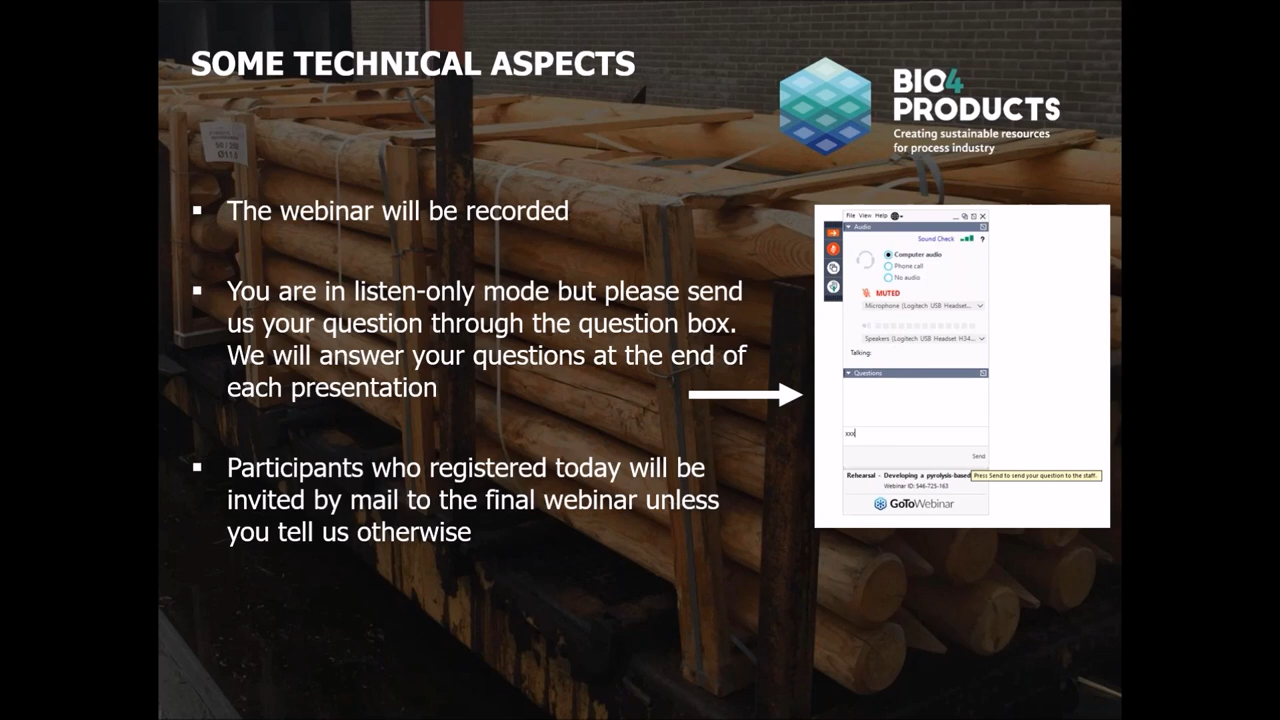 SOME TECHNICAL ASPECTS
BIO4
PRODUCTS
Creating sustainable resources
for process industry
▪ The webinar will be recorded
▪ You are in listen-only mode but please send
us your question through the question box.
We will answer your questions at the end of
each presentation
▪ Participants who registered today will be
invited by mail to the final webinar unless
you tell us otherwise
File View Help
Audio
Sound Check ?
Computer audio
Phone call
No audio
MUTED
Microphone (Logitech USB Headset...
Speakers (Logitech USB Headset H34...
Talking:
Questions
xxx
Send
Rehearsal - Developing a pyrolysis-based
Press Send to send your question to the staff.
Webinar ID: 546-725-163
GoToWebinar